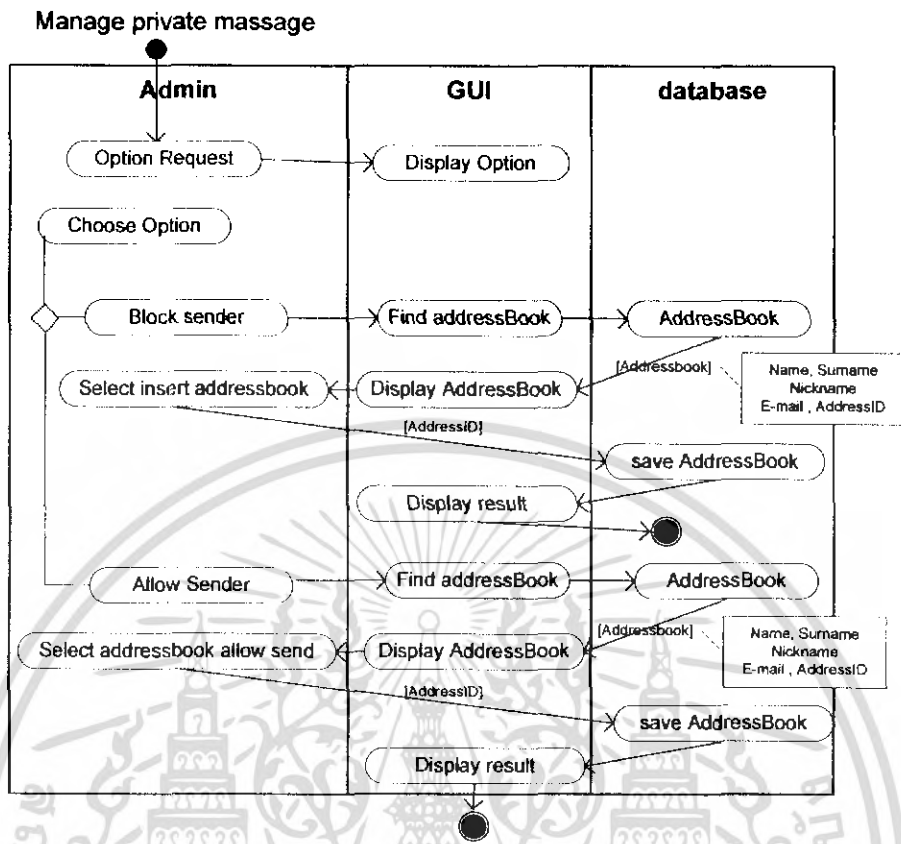 Manage private massage
Admin
GUI
database
Option Request
Display Option
Choose Option
Block sender
Find addressBook
AddressBook
[Addressbook]
Name, Surname
Nickname
E-mail , AddressID
Select insert addressbook
Display AddressBook
[AddressID]
save AddressBook
Display result
Allow Sender
Find addressBook
AddressBook
[Addressbook]
Name, Surname
Nickname
E-mail , AddressID
Select addressbook allow send
Display AddressBook
[AddressID]
save AddressBook
Display result